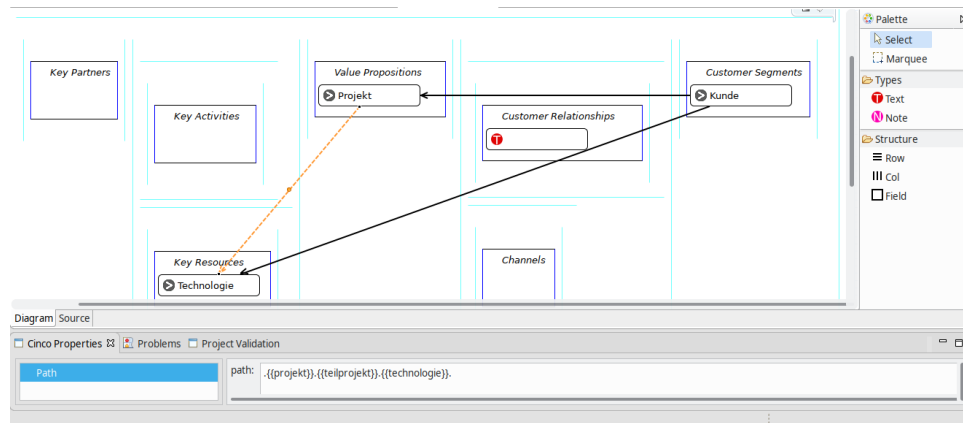 Palette
Select
Marquee
Types
Text
Note
Structure
Row
Col
Field
Key Partners
Key Activities
Value Propositions
Projekt
Customer Relationships
T
Customer Segments
Kunde
Key Resources
Technologie
Channels
Diagram Source
Cinco Properties Problems Project Validation
Path
path: .{{projekt}}.{{teilprojekt}}.{{technologie}}.